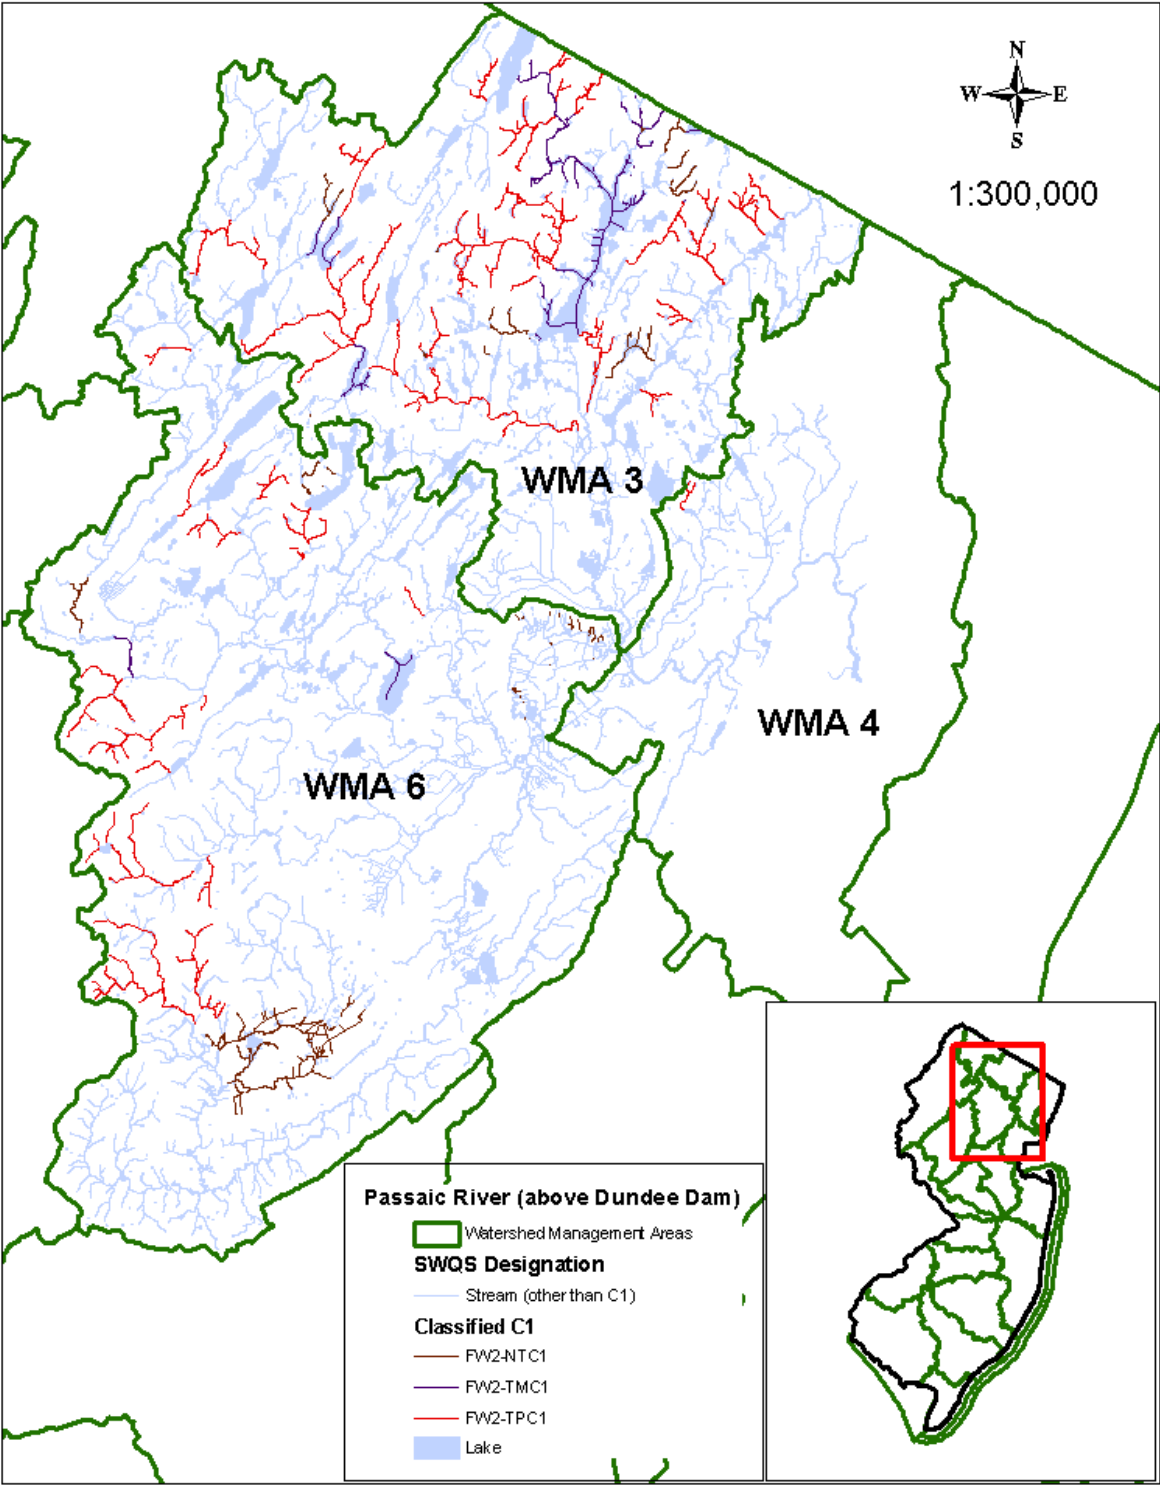 N
W E
S
1:300,000
WMA 3
WMA 4
WMA 6
Passaic River (above Dundee Dam)
Watershed Management Areas
SWQS Designation
Stream (other than C1)
Classified C1
FW2-NTC1
FW2-TMC1
FW2-TPC1
Lake